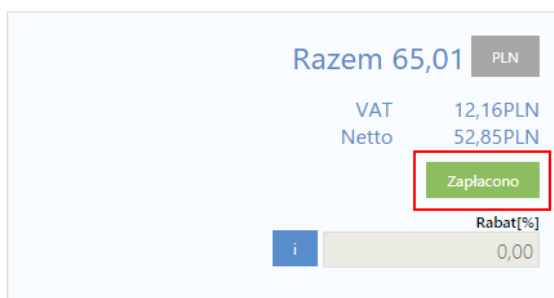 Razem 65,01 PLN
VAT 12,16PLN
Netto 52,85PLN
Zapłacono
Rabat[%]
i 0,00